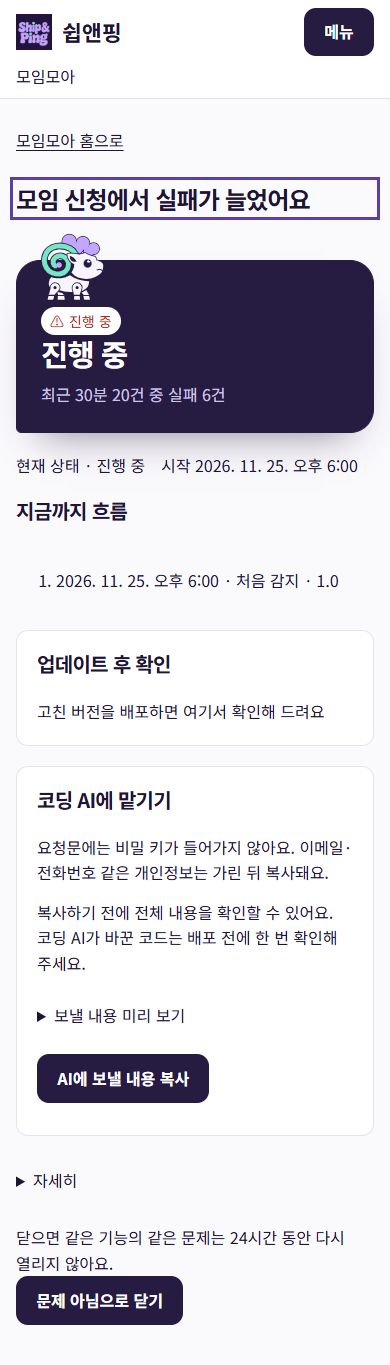 Ship&
Ping
쉽앤핑
메뉴
모임모아
모임모아 홈으로
모임 신청에서 실패가 늘었어요
진행 중
진행 중
최근 30분 20건 중 실패 6건
현재 상태 · 진행 중 시작 2026. 11. 25. 오후 6:00
지금까지 흐름
1. 2026. 11. 25. 오후 6:00 · 처음 감지 · 1.0
업데이트 후 확인
고친 버전을 배포하면 여기서 확인해 드려요
코딩 AI에 맡기기
요청문에는 비밀 키가 들어가지 않아요. 이메일·
전화번호 같은 개인정보는 가린 뒤 복사돼요.
복사하기 전에 전체 내용을 확인할 수 있어요.
코딩 AI가 바꾼 코드는 배포 전에 한 번 확인해
주세요.
보낼 내용 미리 보기
AI에 보낼 내용 복사
자세히
닫으면 같은 기능의 같은 문제는 24시간 동안 다시
열리지 않아요.
문제 아님으로 닫기